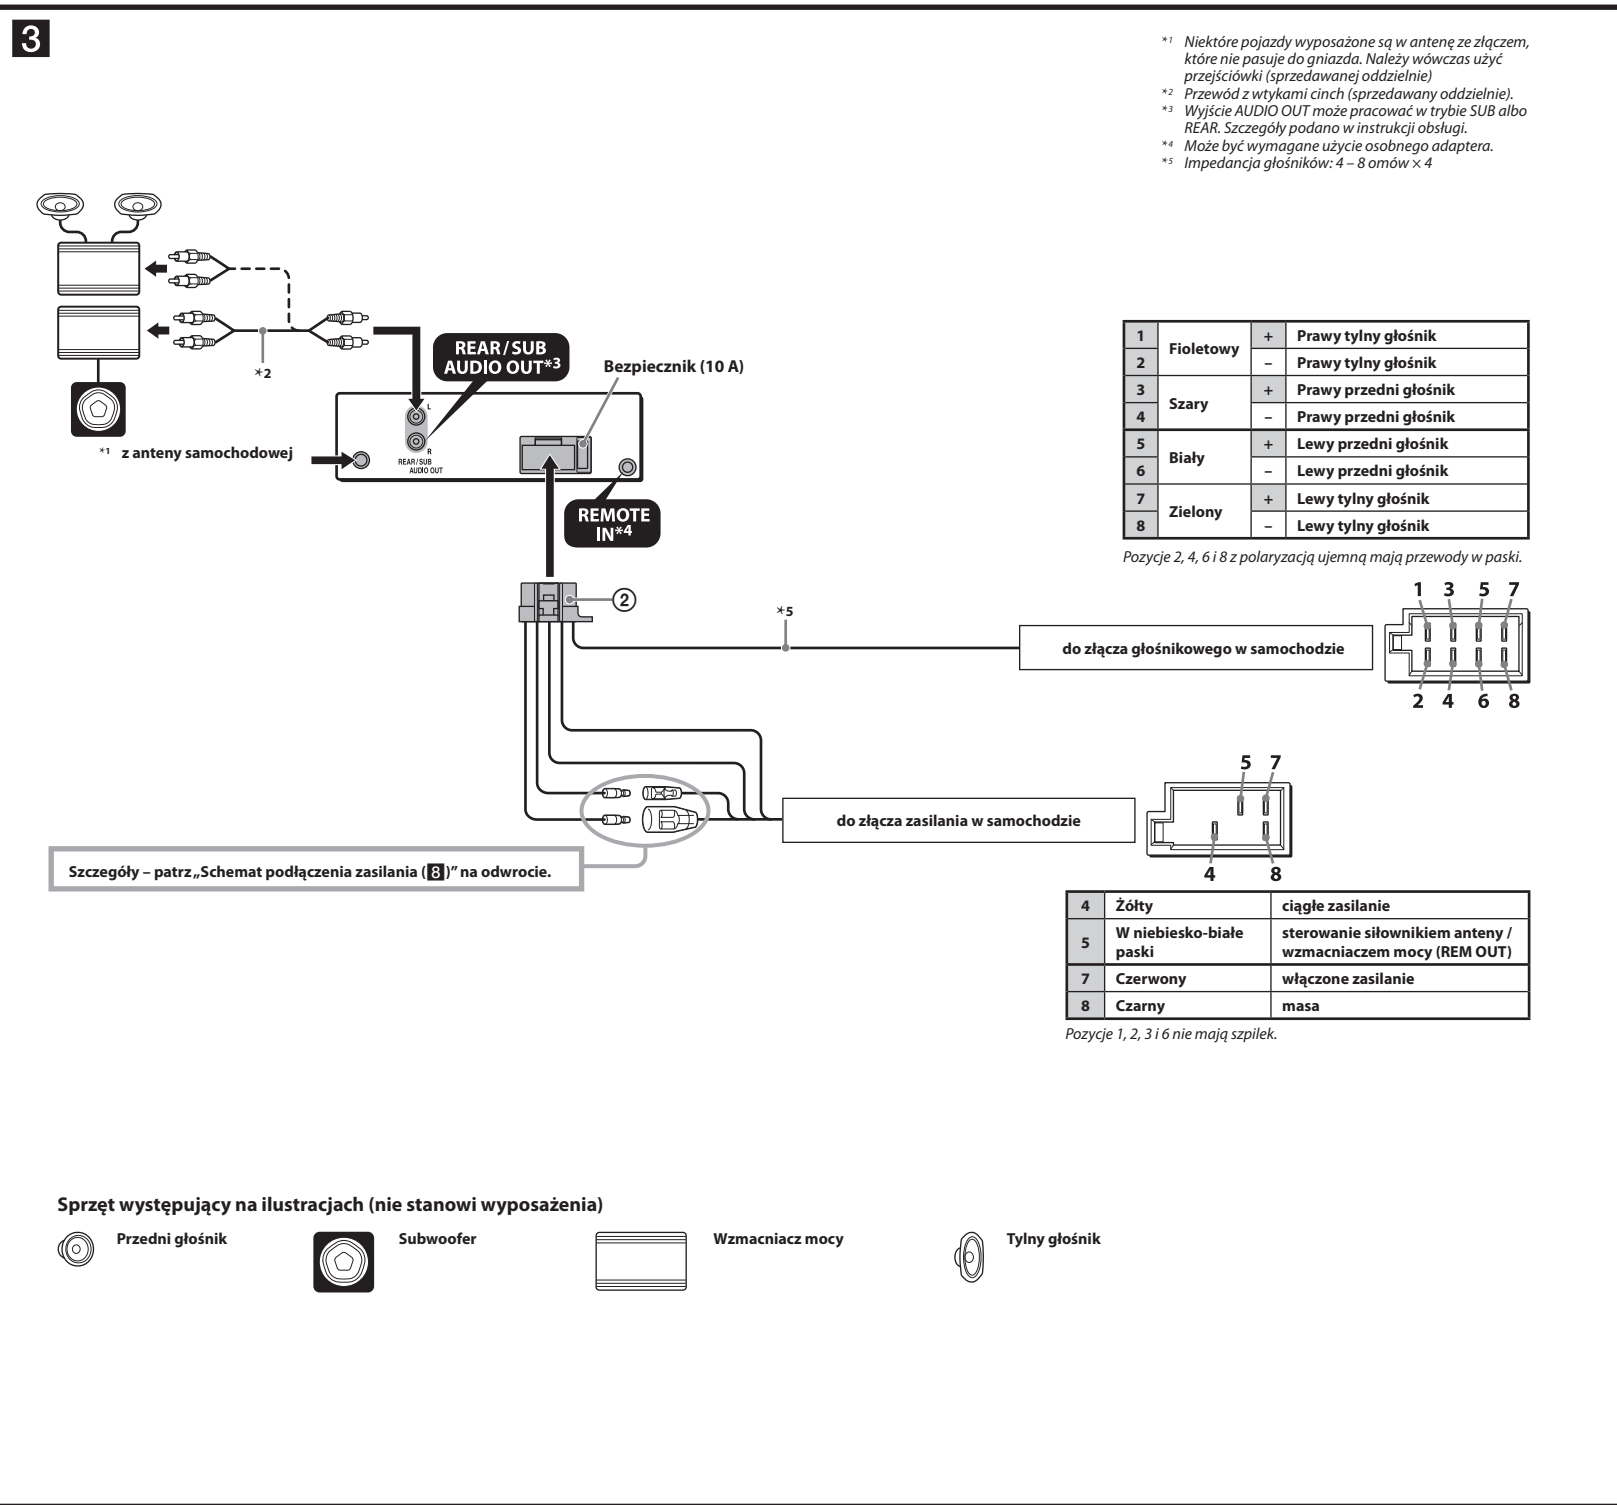 3
*1 Niektóre pojazdy wyposażone są w antenę ze złączem,
które nie pasuje do gniazda. Należy wówczas użyć
przejściówki (sprzedawanej oddzielnie)
*2 Przewód z wtykami cinch (sprzedawany oddzielnie).
*3 Wyjście AUDIO OUT może pracować w trybie SUB albo
REAR. Szczegóły podano w instrukcji obsługi.
*4 Może być wymagane użycie osobnego adaptera.
*5 Impedancja głośników: 4 – 8 omów × 4
REAR / SUB
AUDIO OUT*3
Bezpiecznik (10 A)
*2
*1 z anteny samochodowej
L
R
REAR/SUB
AUDIO OUT
REMOTE
IN*4
1 Fioletowy + Prawy tylny głośnik
2 – Prawy tylny głośnik
3 Szary + Prawy przedni głośnik
4 – Prawy przedni głośnik
5 Biały + Lewy przedni głośnik
6 – Lewy przedni głośnik
7 Zielony + Lewy tylny głośnik
8 – Lewy tylny głośnik
Pozycje 2, 4, 6 i 8 z polaryzacją ujemną mają przewody w paski.
1 3 5 7
2
*5
do złącza głośnikowego w samochodzie
2 4 6 8
5 7
do złącza zasilania w samochodzie
4 8
Szczegóły – patrz „Schemat podłączenia zasilania (8)” na odwrocie.
4 Żółty ciągłe zasilanie
5 W niebiesko-białe paski sterowanie siłownikiem anteny /
wzmacniaczem mocy (REM OUT)
7 Czerwony włączone zasilanie
8 Czarny masa
Pozycje 1, 2, 3 i 6 nie mają szpilek.
Sprzęt występujący na ilustracjach (nie stanowi wyposażenia)
Przedni głośnik Subwoofer Wzmacniacz mocy Tylny głośnik